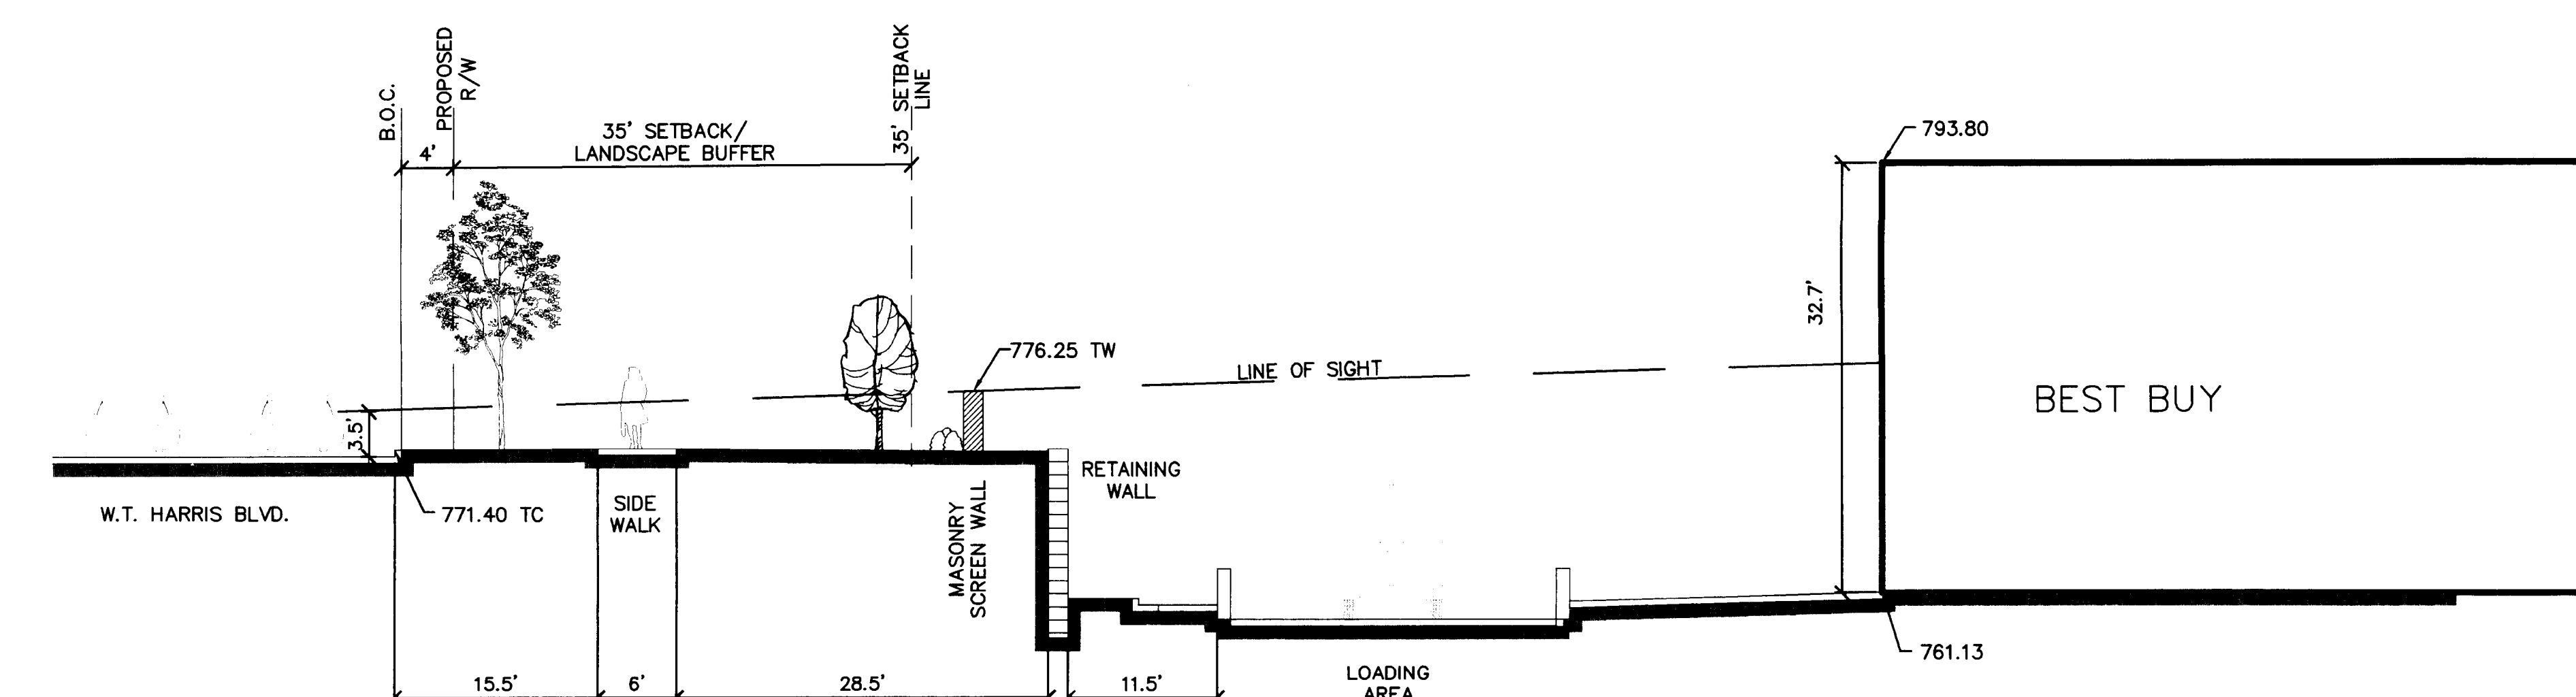 B.O.C.
PROPOSED
R/W
35' SETBACK
LINE
4'
35' SETBACK/
LANDSCAPE BUFFER
793.80
32.7'
776.25 TW
LINE OF SIGHT
BEST BUY
3.5'
RETAINING
WALL
W.T. HARRIS BLVD.
771.40 TC
SIDE
WALK
MASONRY
SCREEN WALL
761.13
15.5'
6'
28.5'
11.5'
LOADING
AREA